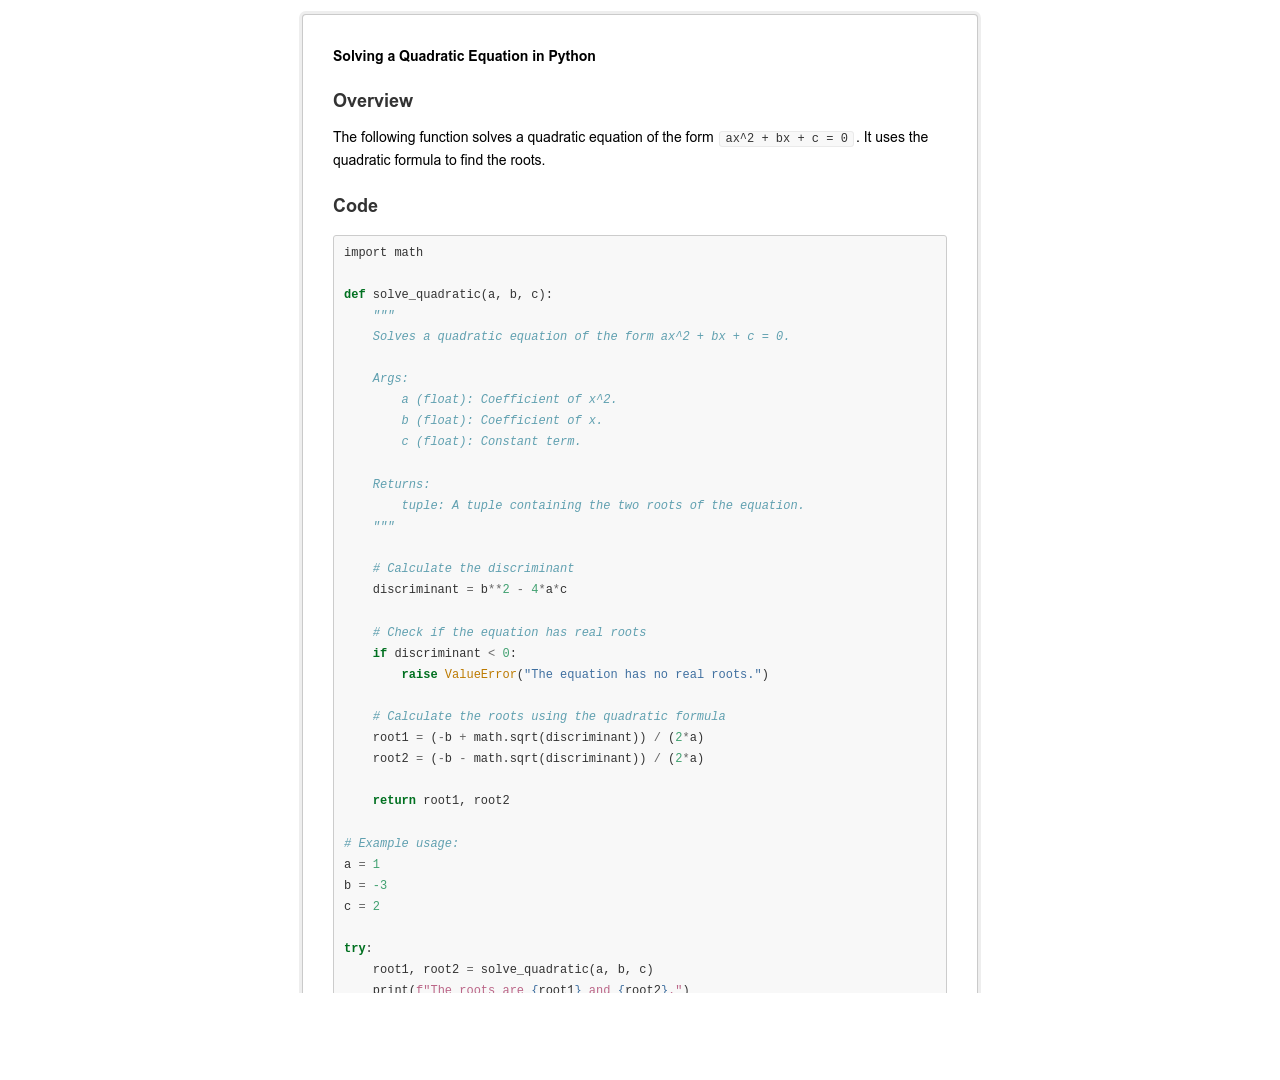 Solving a Quadratic Equation in Python
Overview
The following function solves a quadratic equation of the form ax^2 + bx + c = 0 . It uses the
quadratic formula to find the roots.
Code
import math
def solve_quadratic(a, b, c):
    """
    Solves a quadratic equation of the form ax^2 + bx + c = 0.
    Args:
        a (float): Coefficient of x^2.
        b (float): Coefficient of x.
        c (float): Constant term.
    Returns:
        tuple: A tuple containing the two roots of the equation.
    """
    # Calculate the discriminant
    discriminant = b**2 - 4*a*c
    # Check if the equation has real roots
    if discriminant < 0:
        raise ValueError("The equation has no real roots.")
    # Calculate the roots using the quadratic formula
    root1 = (-b + math.sqrt(discriminant)) / (2*a)
    root2 = (-b - math.sqrt(discriminant)) / (2*a)
    return root1, root2
# Example usage:
a = 1
b = -3
c = 2
try:
    root1, root2 = solve_quadratic(a, b, c)
    print(f"The roots are {root1} and {root2}.")